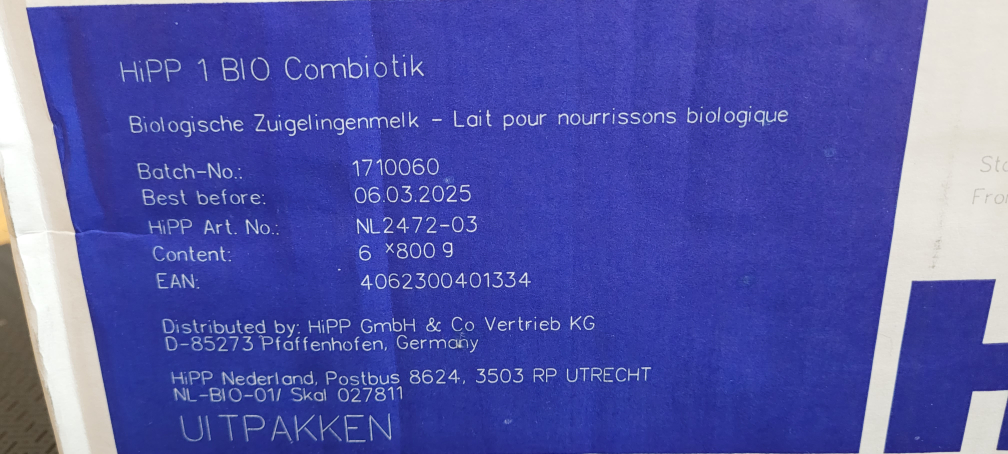 HiPP 1 BIO Combiotik
Biologische Zuigelingenmelk - Lait pour nourrissons biologique
Batch-No.: 1710060
Best before: 06.03.2025
HiPP Art. No.: NL2472-03
Content: 6 x800 g
EAN: 4062300401334
Distributed by: HiPP GmbH & Co Vertrieb KG
D-85273 Pfaffenhofen, Germany
HiPP Nederland, Postbus 8624, 3503 RP UTRECHT
NL-BIO-01/ Skal 027811
UITPAKKEN